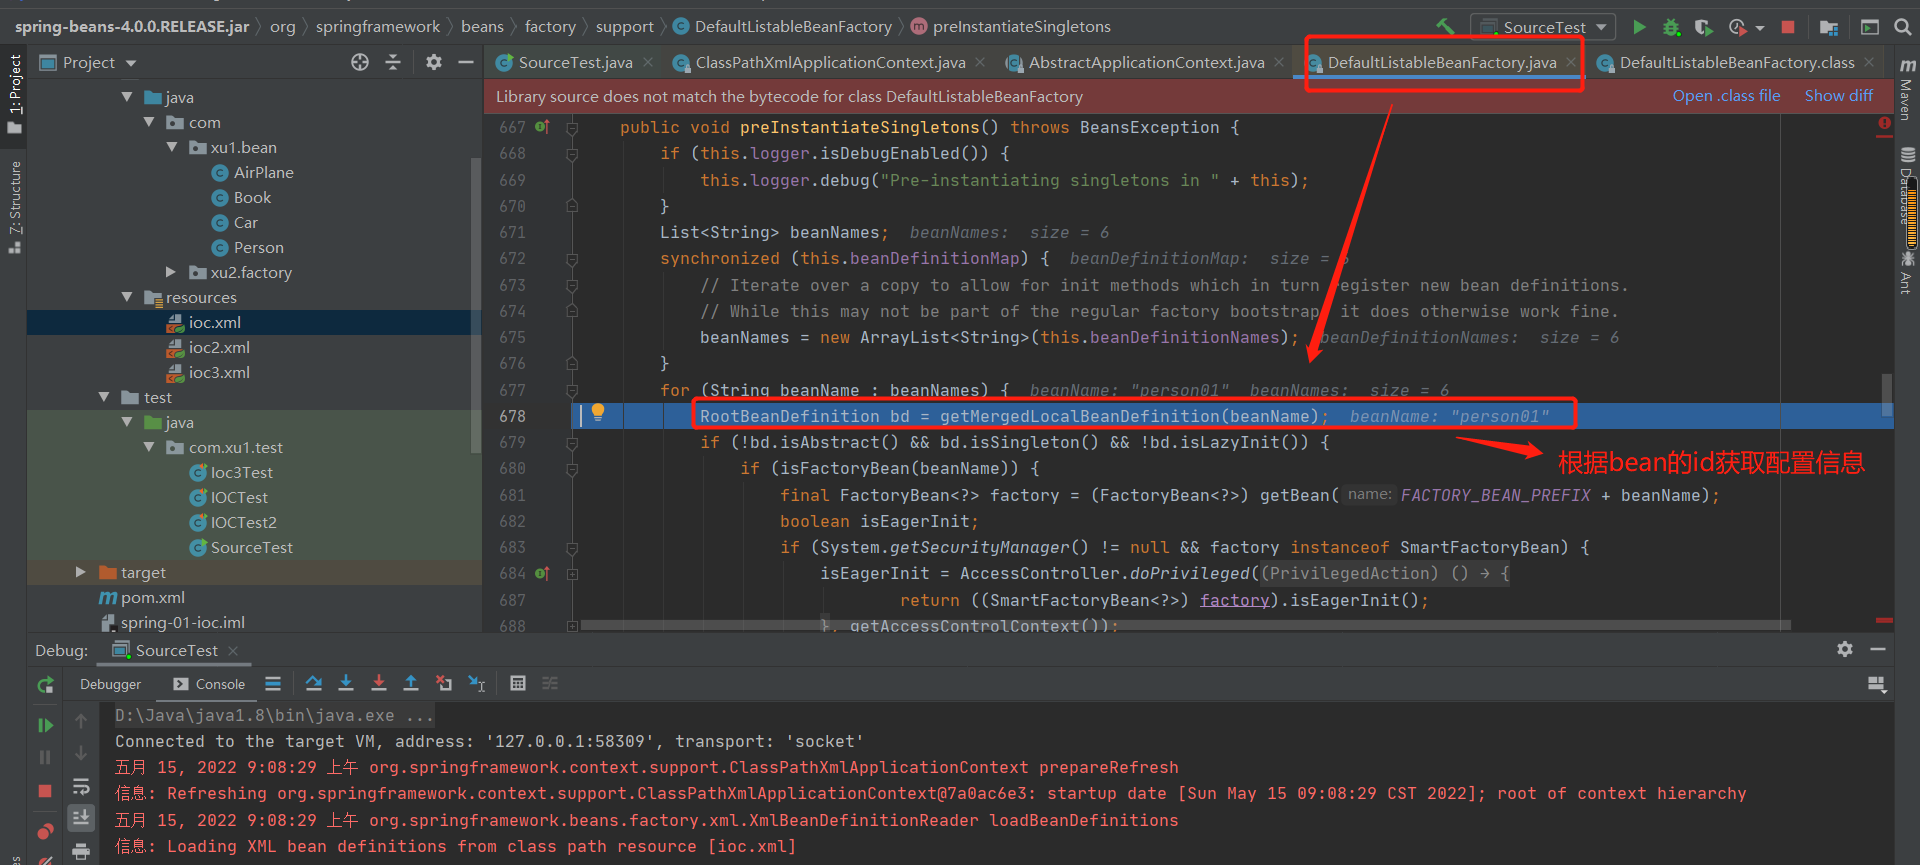 spring-beans-4.0.0.RELEASE.jar org springframework beans factory support DefaultListableBeanFactory preInstantiateSingletons SourceTest
1: Project
7: Structure
Project
java
com
xu1.bean
AirPlane
Book
Car
Person
xu2.factory
resources
ioc.xml
ioc2.xml
ioc3.xml
test
java
com.xu1.test
Ioc3Test
IOCTest
IOCTest2
SourceTest
target
pom.xml
spring-01-ioc.iml
SourceTest.java ClassPathXmlApplicationContext.java AbstractApplicationContext.java DefaultListableBeanFactory.java DefaultListableBeanFactory.class
Library source does not match the bytecode for class DefaultListableBeanFactory Open .class file Show diff
667 public void preInstantiateSingletons() throws BeansException {
668 if (this.logger.isDebugEnabled()) {
669 this.logger.debug("Pre-instantiating singletons in " + this);
670 }
671 List<String> beanNames; beanNames: size = 6
672 synchronized (this.beanDefinitionMap) { beanDefinitionMap: size =
673 // Iterate over a copy to allow for init methods which in turn register new bean definitions.
674 // While this may not be part of the regular factory bootstrap, it does otherwise work fine.
675 beanNames = new ArrayList<String>(this.beanDefinitionNames); beanDefinitionNames: size = 6
676 }
677 for (String beanName : beanNames) { beanName: "person01" beanNames: size = 6
678 RootBeanDefinition bd = getMergedLocalBeanDefinition(beanName); beanName: "person01"
679 if (!bd.isAbstract() && bd.isSingleton() && !bd.isLazyInit()) {
根据bean的id获取配置信息
680 if (isFactoryBean(beanName)) {
681 final FactoryBean<?> factory = (FactoryBean<?>) getBean( name: FACTORY_BEAN_PREFIX + beanName);
682 boolean isEagerInit;
683 if (System.getSecurityManager() != null && factory instanceof SmartFactoryBean) {
684 isEagerInit = AccessController.doPrivileged((PrivilegedAction) () → {
687 return ((SmartFactoryBean<?>) factory).isEagerInit();
688 }, getAccessControlContext());
Maven
Database
Ant
Debug: SourceTest
Debugger Console
D:\Java\java1.8\bin\java.exe ...
Connected to the target VM, address: '127.0.0.1:58309', transport: 'socket'
五月 15, 2022 9:08:29 上午 org.springframework.context.support.ClassPathXmlApplicationContext prepareRefresh
信息: Refreshing org.springframework.context.support.ClassPathXmlApplicationContext@7a0ac6e3: startup date [Sun May 15 09:08:29 CST 2022]; root of context hierarchy
五月 15, 2022 9:08:29 上午 org.springframework.beans.factory.xml.XmlBeanDefinitionReader loadBeanDefinitions
信息: Loading XML bean definitions from class path resource [ioc.xml]